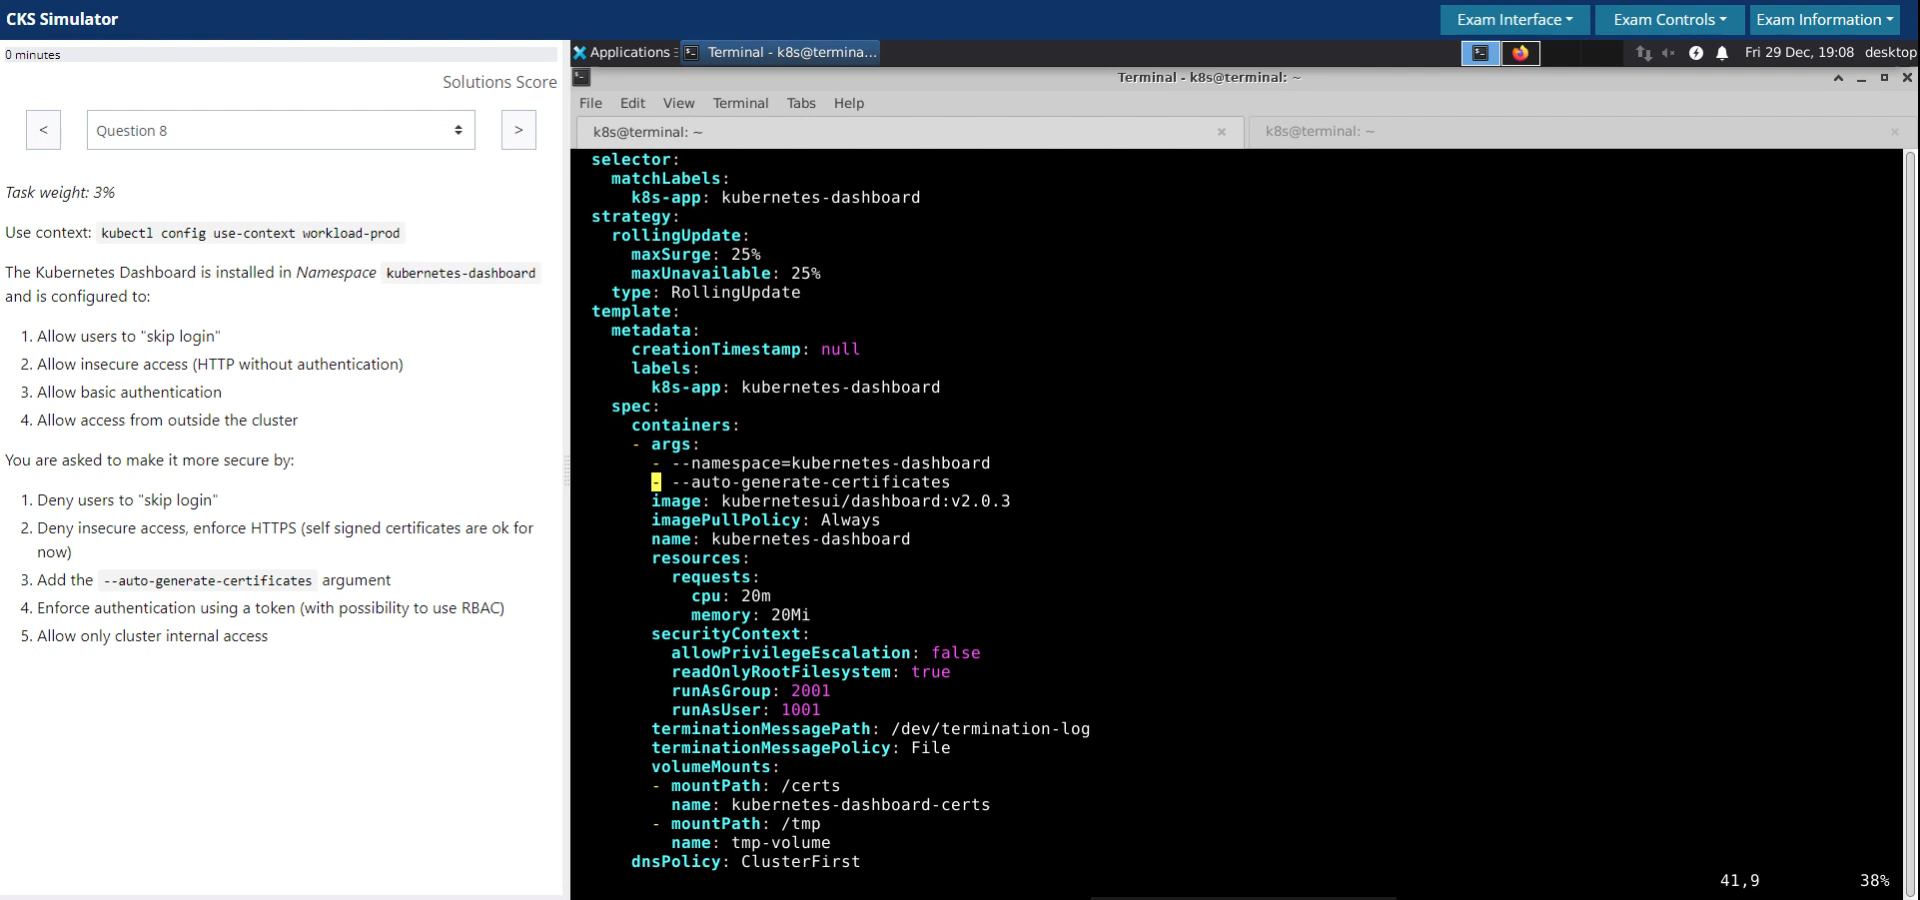 CKS Simulator
Exam Interface
Exam Controls
Exam Information
0 minutes
Solutions Score
<
Question 8
>
Task weight: 3%
Use context: kubectl config use-context workload-prod
The Kubernetes Dashboard is installed in Namespace kubernetes-dashboard
and is configured to:
1. Allow users to "skip login"
2. Allow insecure access (HTTP without authentication)
3. Allow basic authentication
4. Allow access from outside the cluster
You are asked to make it more secure by:
1. Deny users to "skip login"
2. Deny insecure access, enforce HTTPS (self signed certificates are ok for
now)
3. Add the --auto-generate-certificates argument
4. Enforce authentication using a token (with possibility to use RBAC)
5. Allow only cluster internal access
Applications
Terminal - k8s@termina...
Fri 29 Dec, 19:08
desktop
Terminal - k8s@terminal: ~
File Edit View Terminal Tabs Help
k8s@terminal: ~
k8s@terminal: ~
selector:
matchLabels:
k8s-app: kubernetes-dashboard
strategy:
rollingUpdate:
maxSurge: 25%
maxUnavailable: 25%
type: RollingUpdate
template:
metadata:
creationTimestamp: null
labels:
k8s-app: kubernetes-dashboard
spec:
containers:
- args:
- --namespace=kubernetes-dashboard
- --auto-generate-certificates
image: kubernetesui/dashboard:v2.0.3
imagePullPolicy: Always
name: kubernetes-dashboard
resources:
requests:
cpu: 20m
memory: 20Mi
securityContext:
allowPrivilegeEscalation: false
readOnlyRootFilesystem: true
runAsGroup: 2001
runAsUser: 1001
terminationMessagePath: /dev/termination-log
terminationMessagePolicy: File
volumeMounts:
- mountPath: /certs
name: kubernetes-dashboard-certs
- mountPath: /tmp
name: tmp-volume
dnsPolicy: ClusterFirst
41,9
38%